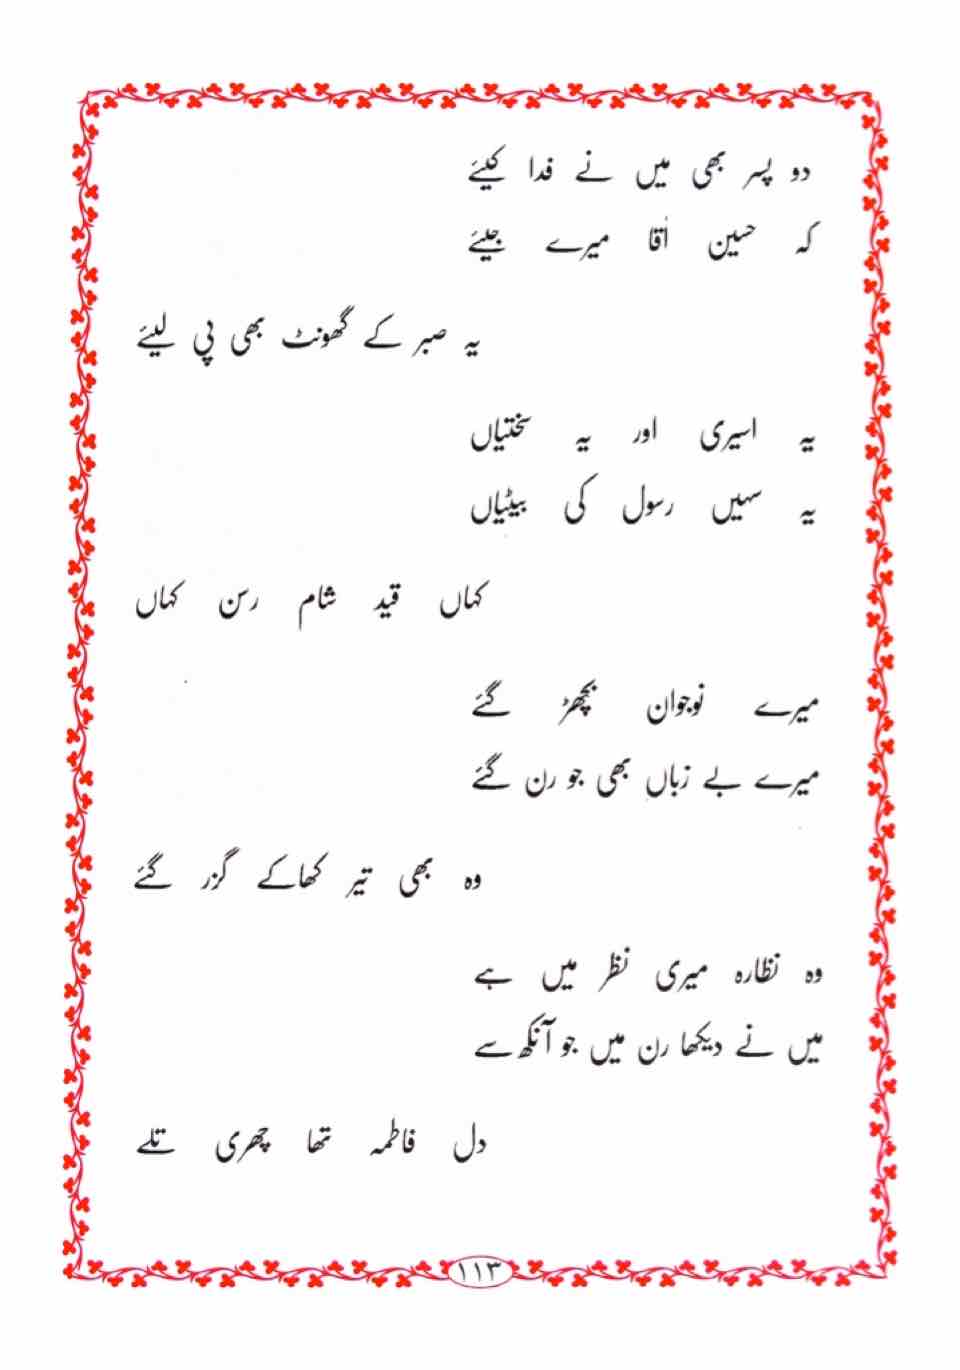 دو پسر بھی میں نے فدا کیئے
کہ حسین اٰقا میرے جیئے
یہ صبر کے گھونٹ بھی پی لیئے
یہ اسیری اور یہ سختیاں
یہ سہیں رسول کی بیٹیاں
کہاں قید شام رسن کہاں
میرے نوجوان بچھڑ گئے
میرے بے زباں بھی جو رن گئے
وہ بھی تیر کھاکے گزر گئے
وہ نظارہ میری نظر میں ہے
میں نے دیکھا رن میں جو آنکھ سے
دل فاطمہ تھا چھری تلے
۱۱۳